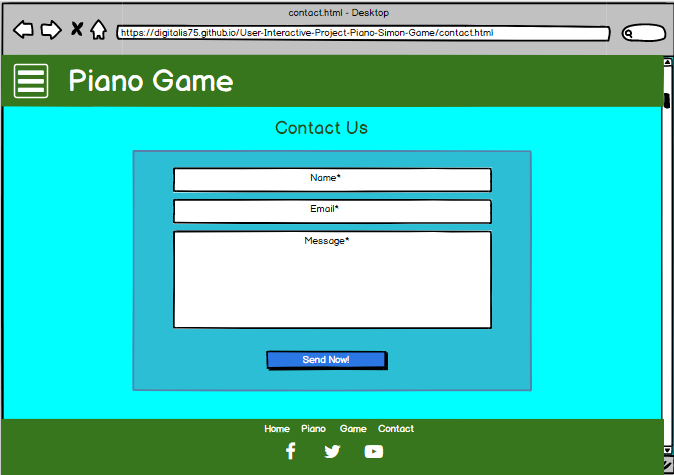 contact.html - Desktop
https://digitalis75.github.io/User-Interactive-Project-Piano-Simon-Game/contact.html
Piano Game
Contact Us
Name*
Email*
Message*
Send Now!
Home Piano Game Contact